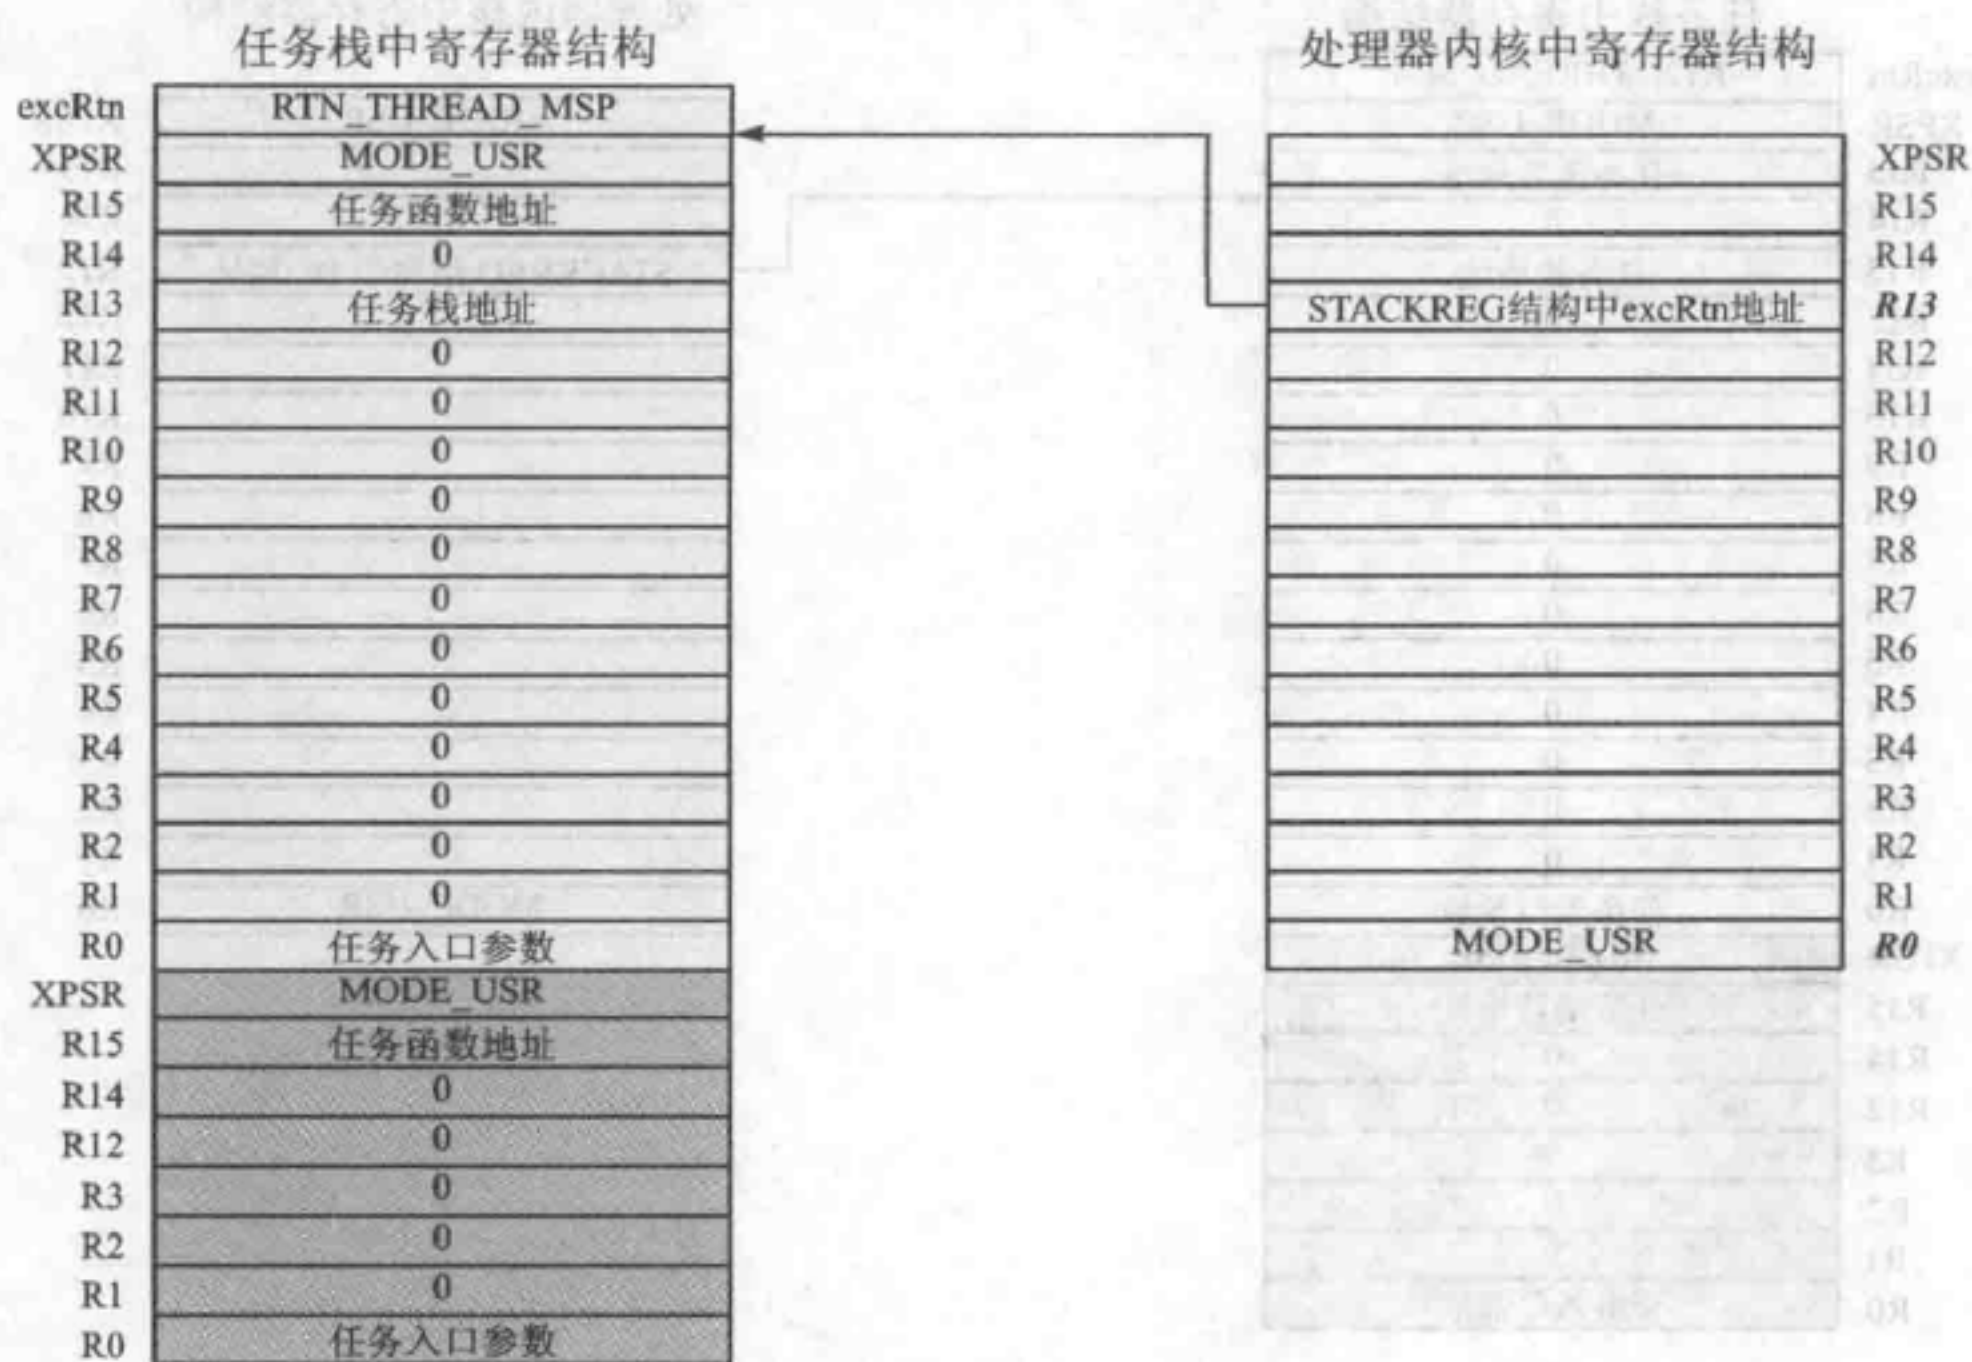 任务栈中寄存器结构
excRtn RTN_THREAD_MSP
XPSR MODE_USR
R15 任务函数地址
R14 0
R13 任务栈地址
R12 0
R11 0
R10 0
R9 0
R8 0
R7 0
R6 0
R5 0
R4 0
R3 0
R2 0
R1 0
R0 任务入口参数
XPSR MODE_USR
R15 任务函数地址
R14 0
R12 0
R3 0
R2 0
R1 0
R0 任务入口参数
处理器内核中寄存器结构
XPSR
R15
R14
STACKREG结构中excRtn地址 R13
R12
R11
R10
R9
R8
R7
R6
R5
R4
R3
R2
R1
MODE_USR R0